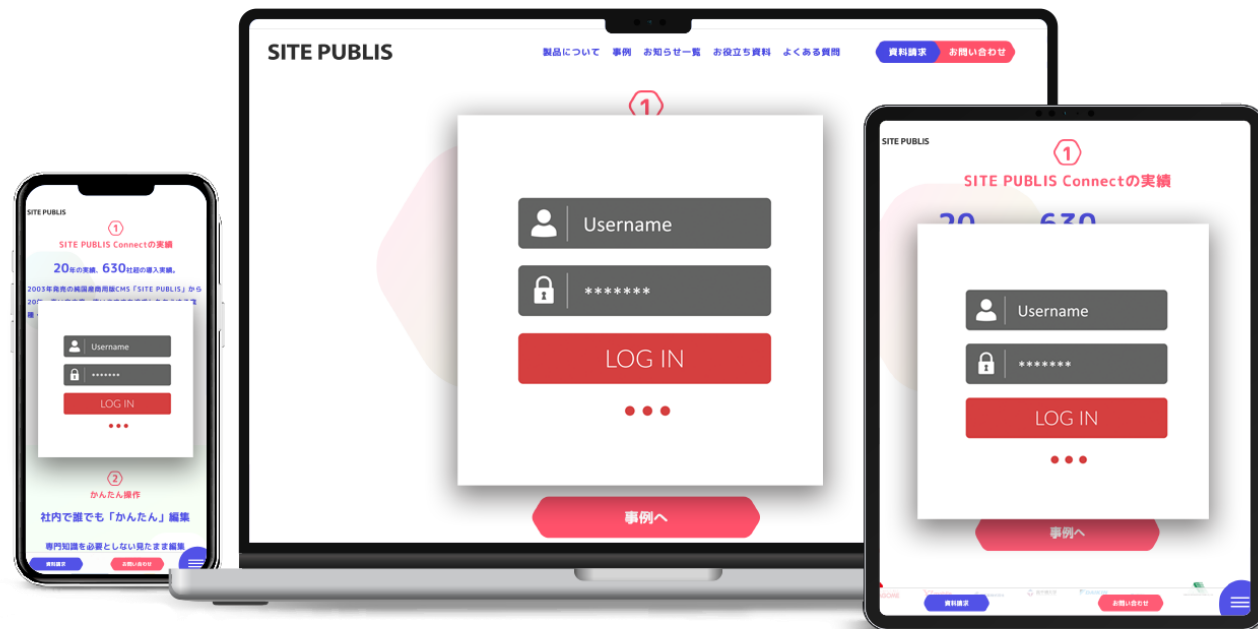 SITE PUBLIS
製品について 事例 お知らせ一覧 お役立ち資料 よくある質問 資料請求 お問い合わせ
1
Username
*******
LOG IN
事例へ
SITE PUBLIS
1
SITE PUBLIS Connectの実績
20年の実績、630社超の導入実績。
2003年発売の純国産商用版CMS「SITE PUBLIS」から
Username
*******
LOG IN
2
かんたん操作
社内で誰でも「かんたん」編集
専門知識を必要としない見たまま編集
資料請求 お問い合わせ
SITE PUBLIS
1
SITE PUBLIS Connectの実績
20 630
Username
*******
LOG IN
事例へ
資料請求 お問い合わせ